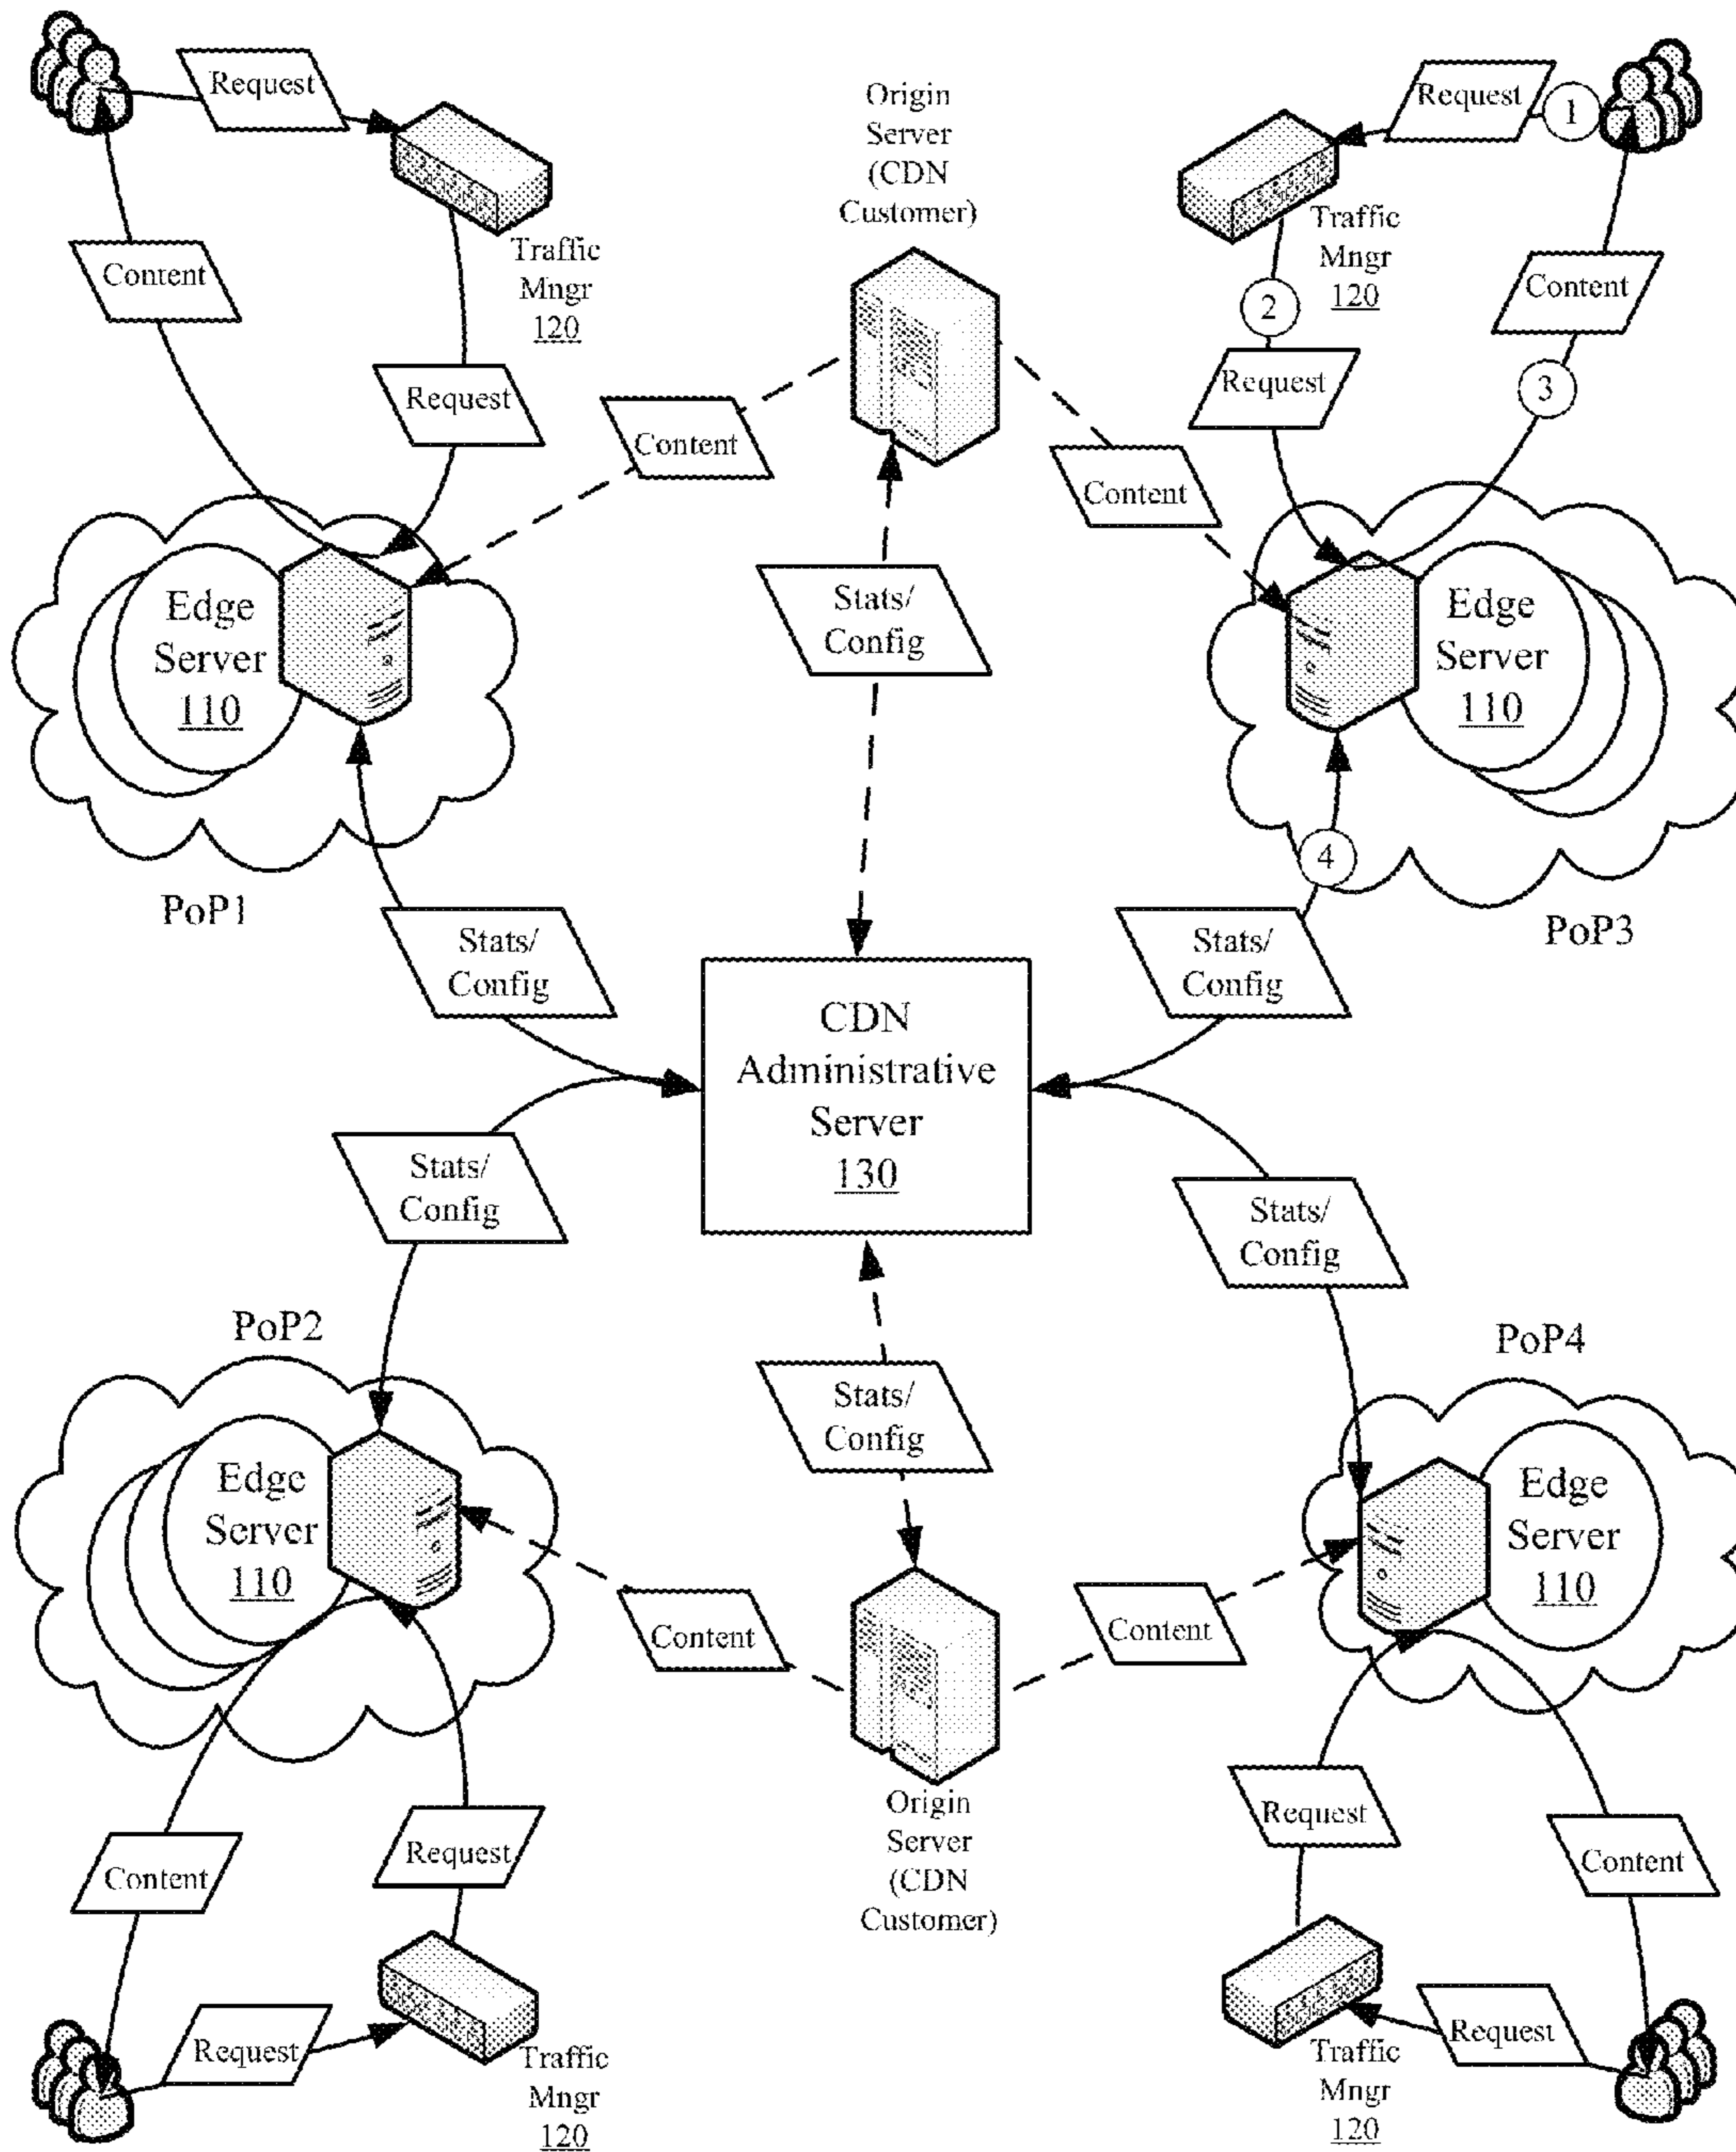 Request
Traffic
Mngr
120
Content
Request
Origin
Server
(CDN
Customer)
Request
1
Traffic
Mngr
120
2
Request
Content
3
Content
Content
Stats/
Config
Edge
Server
110
PoP1
Edge
Server
110
4
PoP3
Stats/
Config
Stats/
Config
CDN
Administrative
Server
130
Stats/
Config
Stats/
Config
PoP2
PoP4
Stats/
Config
Edge
Server
110
Edge
Server
110
Content
Content
Origin
Server
(CDN
Customer)
Content
Request
Request
Traffic
Mngr
120
Request
Content
Request
Traffic
Mngr
120